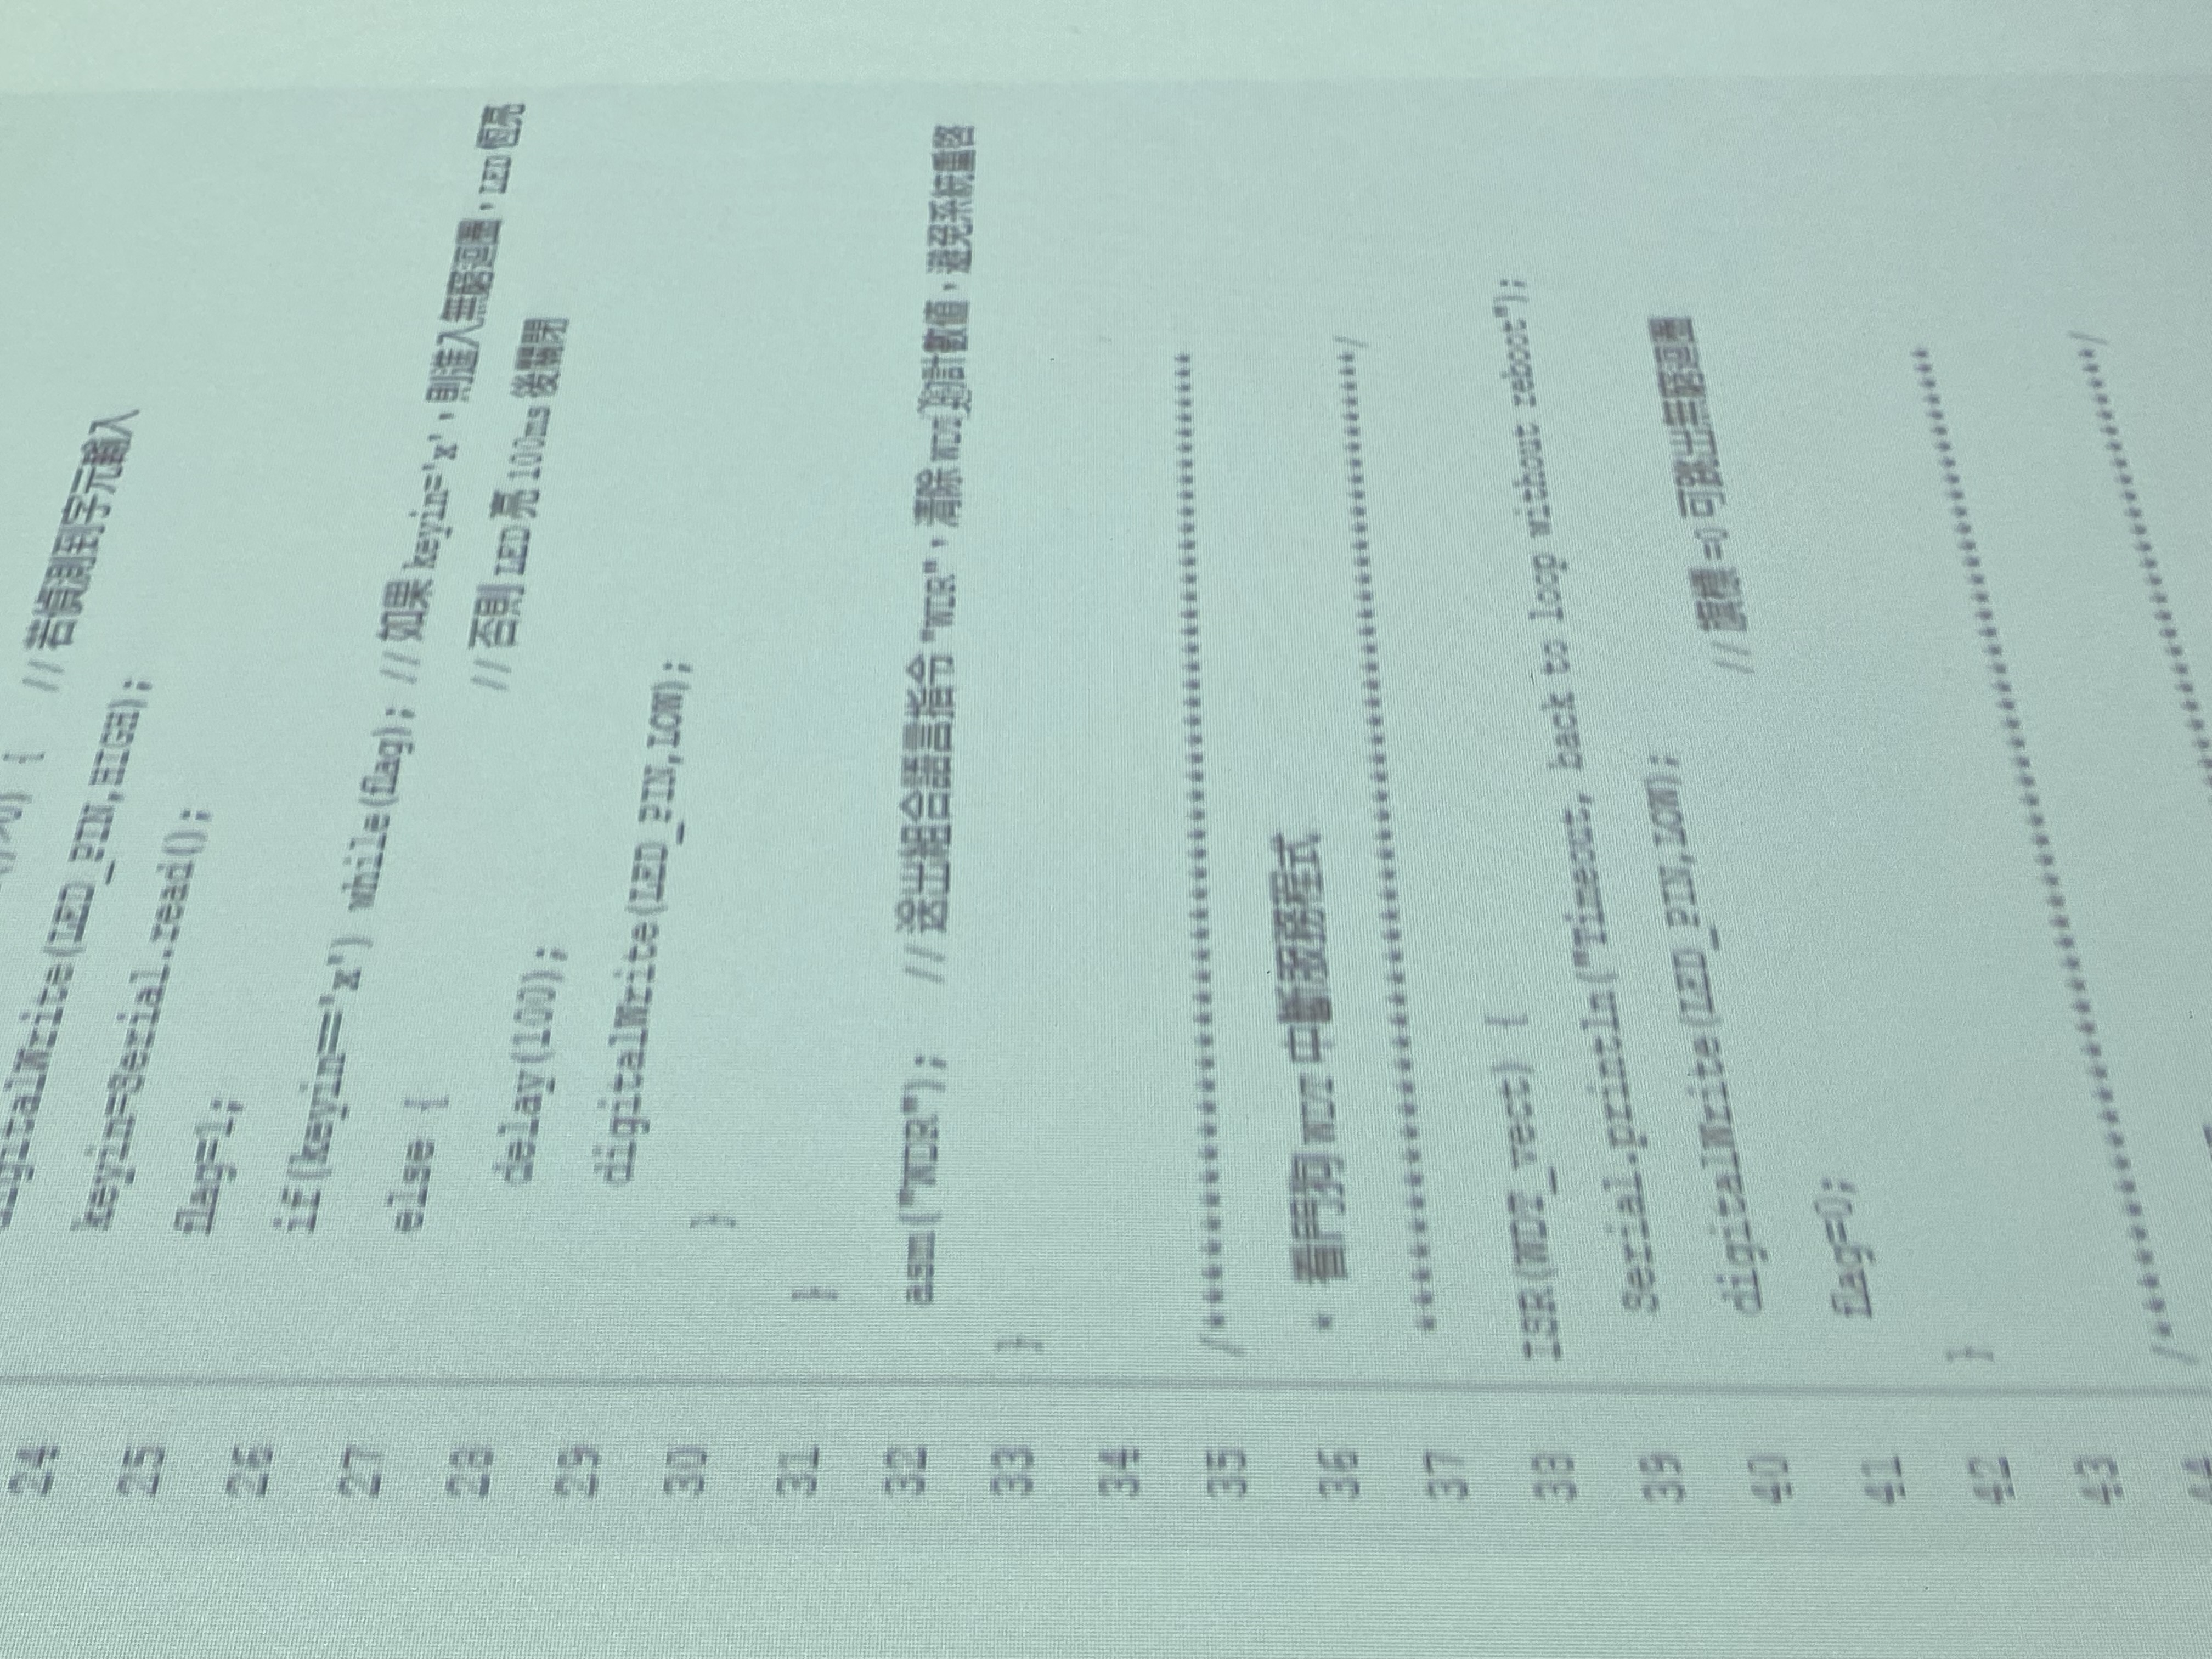 { // 若偵測到字元輸入
24 digitalWrite(LED_PIN,HIGH);
25 keyin=Serial.read();
26 flag=1;
27 if(keyin=='x') while(flag); // 如果 keyin='x'，則進入無窮迴圈，LED 恆亮
28 else { // 否則 LED 亮 100ms 後關閉
29 delay(100);
30 digitalWrite(LED_PIN,LOW);
}
31 }
32 asm("WDR"); // 送出組合語言指令 "WDR"，清除 WDT 的計數值，避免系統重啓
33 }
34
35 /**************************************************
36 * 看門狗 WDT 中斷服務程式
37 **************************************************/
38 ISR(WDT_vect) {
39 Serial.println("Timeout, back to loop without reboot");
40 digitalWrite(LED_PIN,LOW);
41 flag=0; // 旗標 =0 可跳出無窮迴圈
42 }
43
44 /**************************************************
**************************************************/